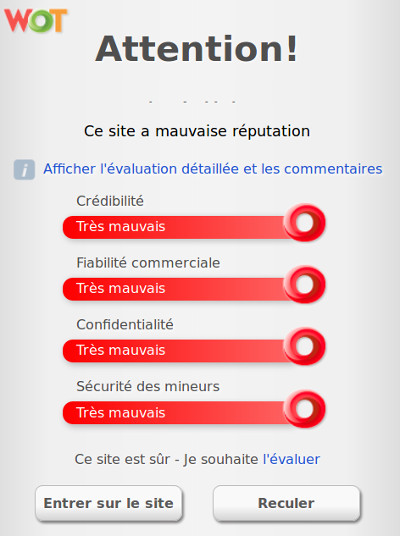 WOT
Attention!
Ce site a mauvaise réputation
i Afficher l'évaluation détaillée et les commentaires
Crédibilité
Très mauvais
Fiabilité commerciale
Très mauvais
Confidentialité
Très mauvais
Sécurité des mineurs
Très mauvais
Ce site est sûr - Je souhaite l'évaluer
Entrer sur le site Reculer